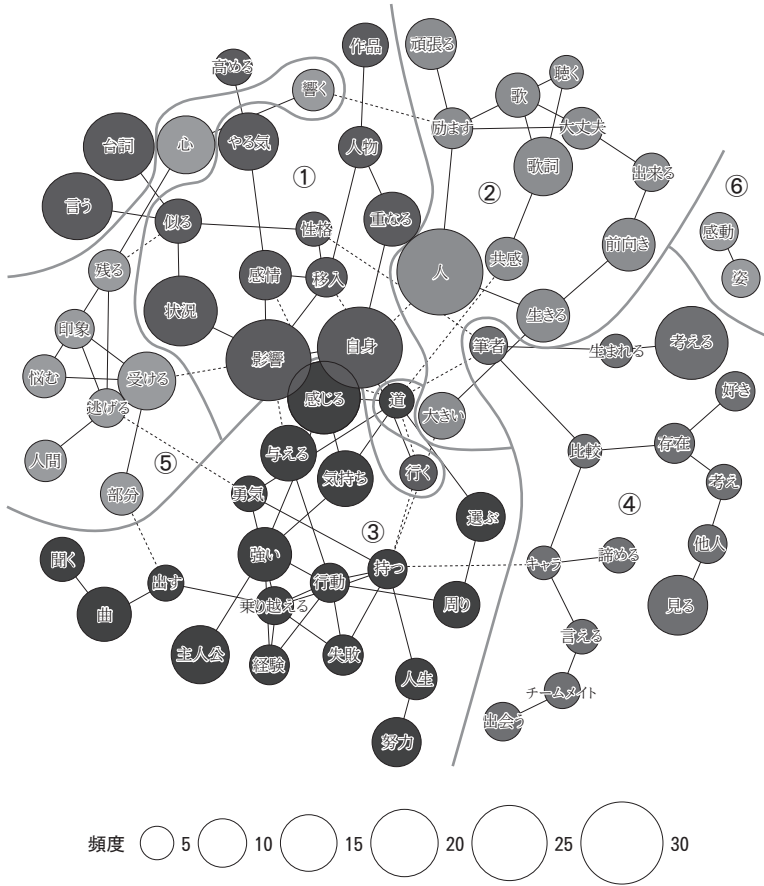 作品
頑張る
高める
聴く
響く
歌
励ます
大丈夫
心
やる気
台詞
人物
①
歌詞
出来る
②
⑥
言う
似る
性格
重なる
感動
前向き
共感
残る
感情
移入
人
姿
状況
生きる
印象
影響
自身
筆者
生まれる
考える
悩む
受ける
逃げる
感じる
道
大きい
好き
人間
⑤
与える
比較
存在
部分
勇気
気持ち
行く
考え
④
選ぶ
③
聞く
強い
他人
出す
行動
持つ
キャラ
諦める
曲
乗り越える
周り
見る
主人公
経験
失敗
言える
人生
チームメイト
出会う
努力
頻度 5 10 15 20 25 30